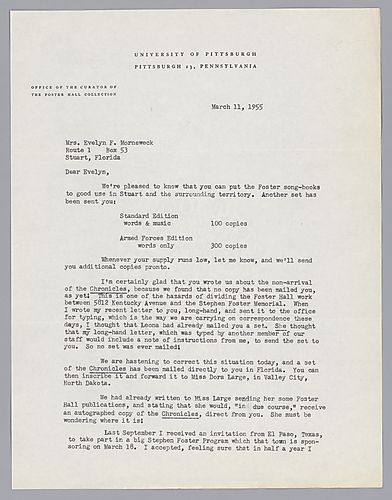 UNIVERSITY OF PITTSBURGH
PITTSBURGH 13, PENNSYLVANIA
OFFICE OF THE CURATOR OF
THE FOSTER HALL COLLECTION
March 11, 1955
Mrs. Evelyn F. Morneweck
Route 1 Box 53
Stuart, Florida
Dear Evelyn,
We're pleased to know that you can put the Foster song-books
to good use in Stuart and the surrounding territory. Another set has
been sent you:
Standard Edition
words & music 100 copies
Armed Forces Edition
words only 300 copies
Whenever your supply runs low, let me know, and we'll send
you additional copies pronto.
I'm certainly glad that you wrote us about the non-arrival
of the Chronicles, because we found that no copy has been mailed you,
as yet! This is one of the hazards of dividing the Foster Hall work
between 5812 Kentucky Avenue and the Stephen Foster Memorial. When
I wrote my recent letter to you, long-hand, and sent it to the office
for typing, which is the way we are carrying on correspondence these
days, I thought that Leona had already mailed you a set. She thought
that my long-hand letter, which was typed by another member of our
staff would include a note of instructions from me, to send the set to
you. So no set was ever mailed!
We are hastening to correct this situation today, and a set
of the Chronicles has been mailed directly to you in Florida. You can
then inscribe it and forward it to Miss Dora Large, in Valley City,
North Dakota.
We had already written to Miss Large sending her some Foster
Hall publications, and stating that she would, "in due course," receive
an autographed copy of the Chronicles, direct from you. She must be
wondering where it is!
Last September I received an invitation from El Paso, Texas,
to take part in a big Stephen Foster Program which that town is spon-
soring on March 18. I accepted, feeling sure that in half a year I